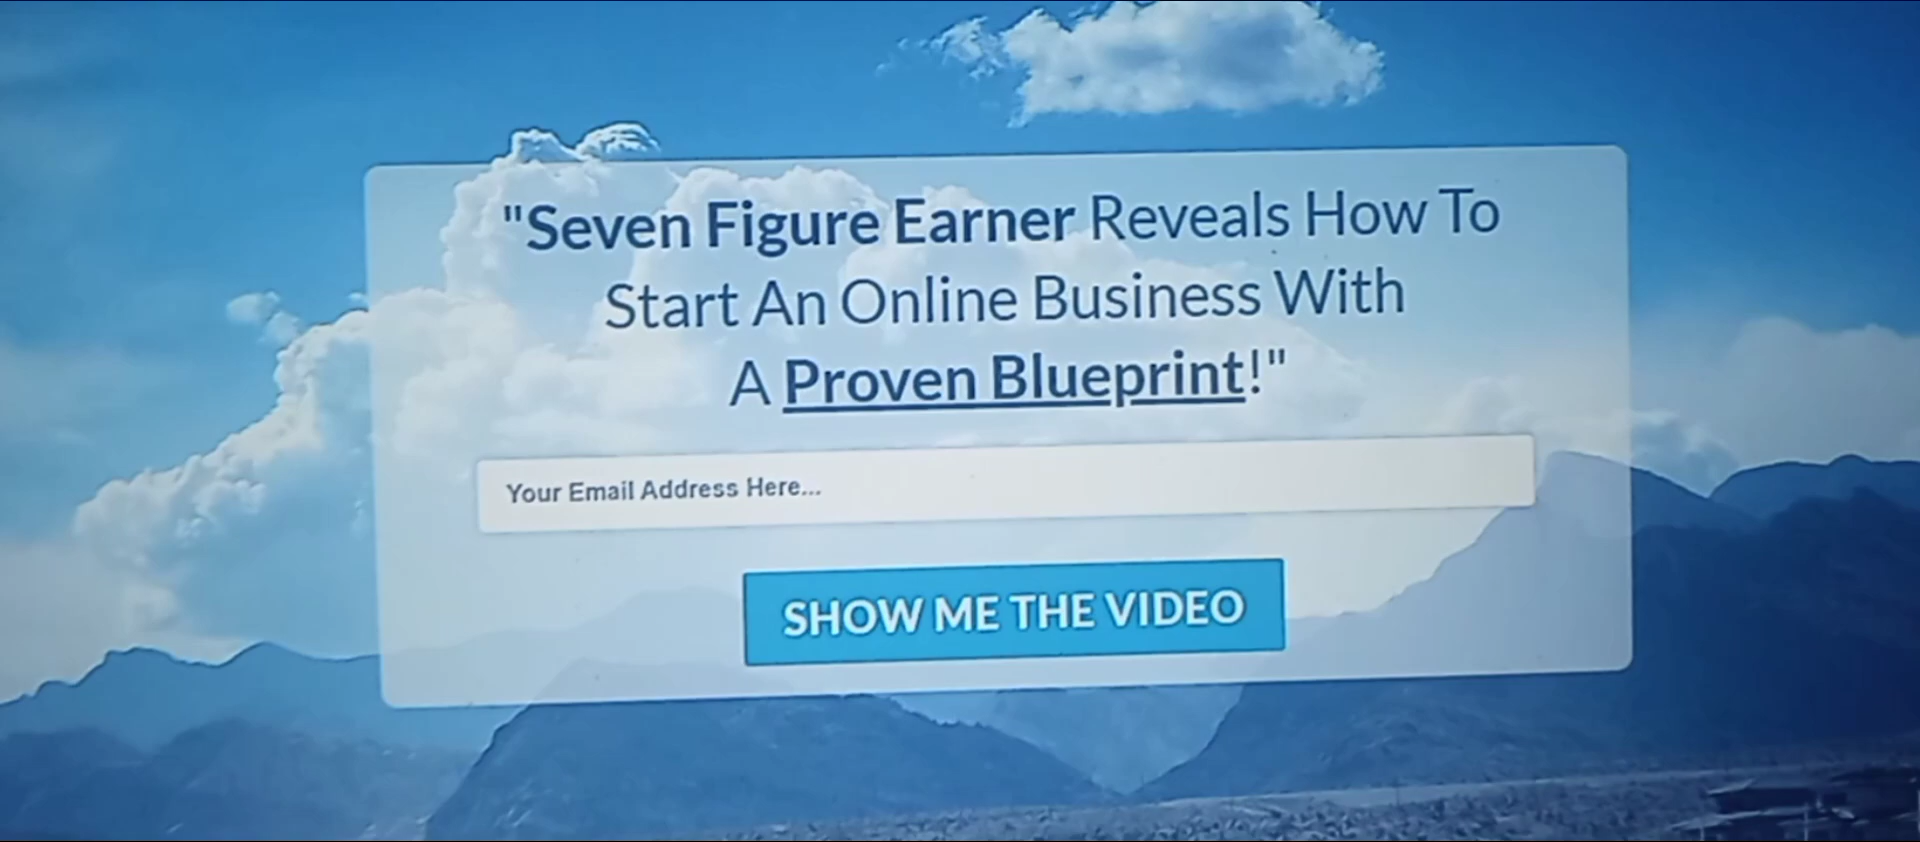 "Seven Figure Earner Reveals How To
Start An Online Business With
A Proven Blueprint!"
Your Email Address Here...
SHOW ME THE VIDEO